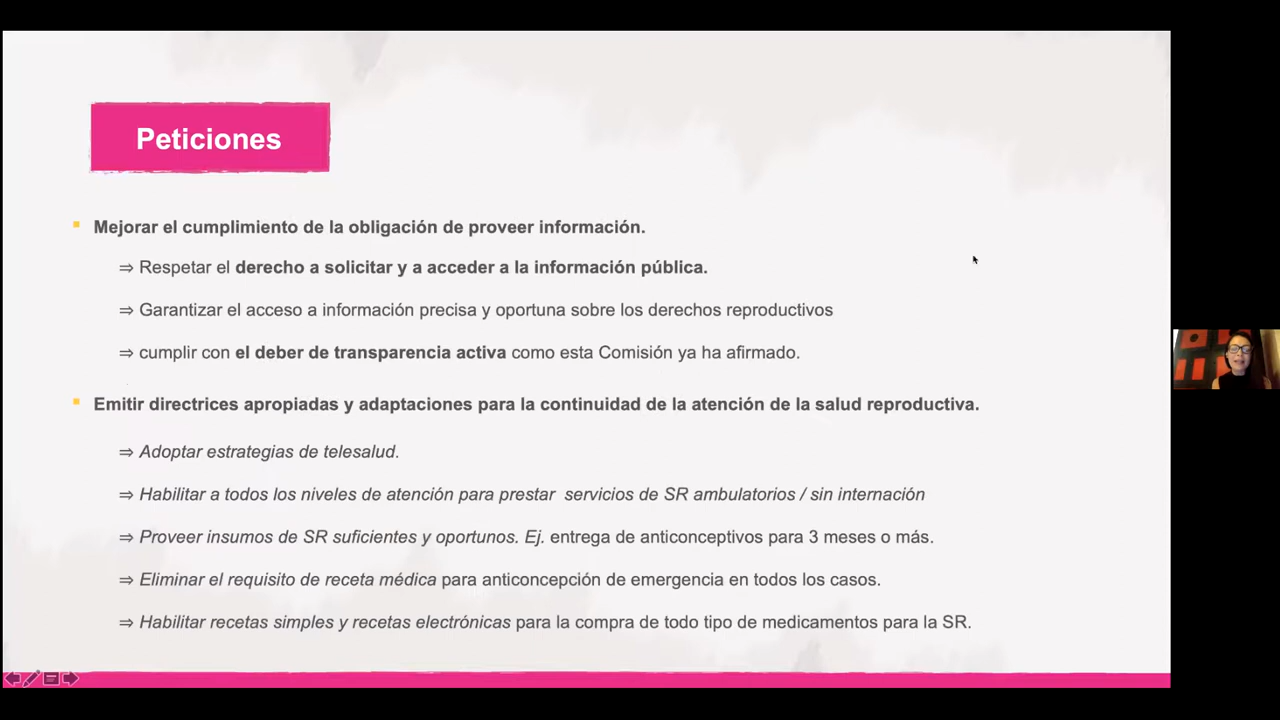 Peticiones
Mejorar el cumplimiento de la obligación de proveer información.
⇒ Respetar el derecho a solicitar y a acceder a la información pública.
⇒ Garantizar el acceso a información precisa y oportuna sobre los derechos reproductivos
⇒ cumplir con el deber de transparencia activa como esta Comisión ya ha afirmado.
Emitir directrices apropiadas y adaptaciones para la continuidad de la atención de la salud reproductiva.
⇒ Adoptar estrategias de telesalud.
⇒ Habilitar a todos los niveles de atención para prestar servicios de SR ambulatorios / sin internación
⇒ Proveer insumos de SR suficientes y oportunos. Ej. entrega de anticonceptivos para 3 meses o más.
⇒ Eliminar el requisito de receta médica para anticoncepción de emergencia en todos los casos.
⇒ Habilitar recetas simples y recetas electrónicas para la compra de todo tipo de medicamentos para la SR.